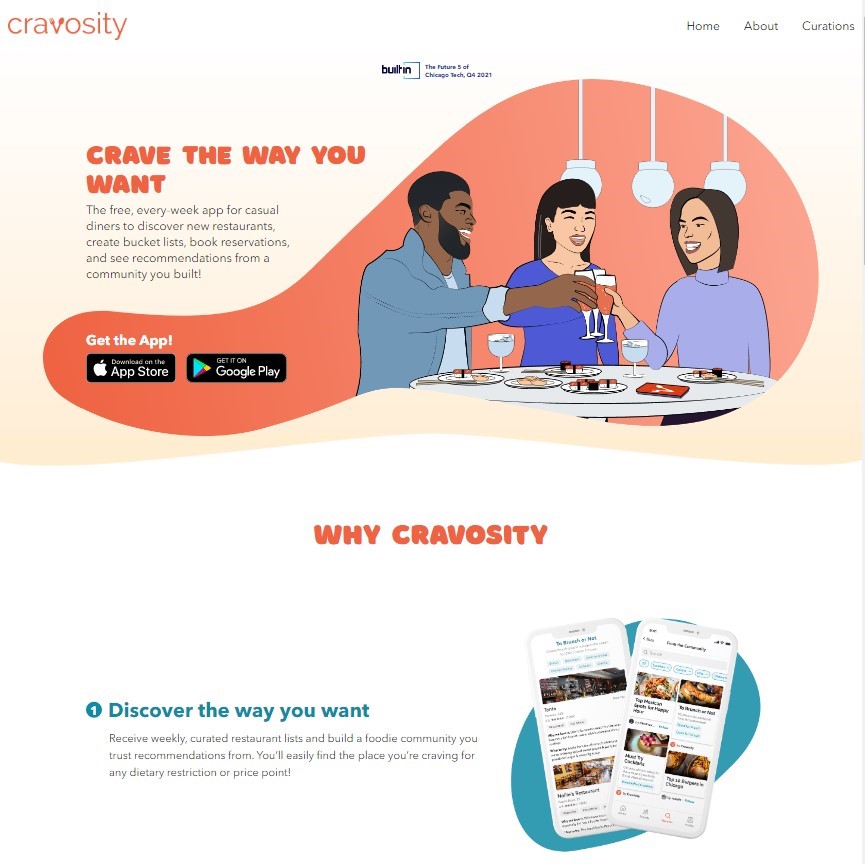 cravosity
Home About Curations
builtin The Future 5 of
Chicago Tech, Q4 2021
CRAVE THE WAY YOU
WANT
The free, every-week app for casual
diners to discover new restaurants,
create bucket lists, book reservations,
and see recommendations from a
community you built!
Get the App!
Download on the
App Store
GET IT ON
Google Play
WHY CRAVOSITY
1 Discover the way you want
Receive weekly, curated restaurant lists and build a foodie community you
trust recommendations from. You'll easily find the place you're craving for
any dietary restriction or price point!
To Brunch or Not
Tanta
Nellie's Restaurant
From the Community
Search
Top Mexican
Spots for Happy
Hour
To Brunch or Not
Must Try
Cocktails
Top 10 Burgers in
Chicago